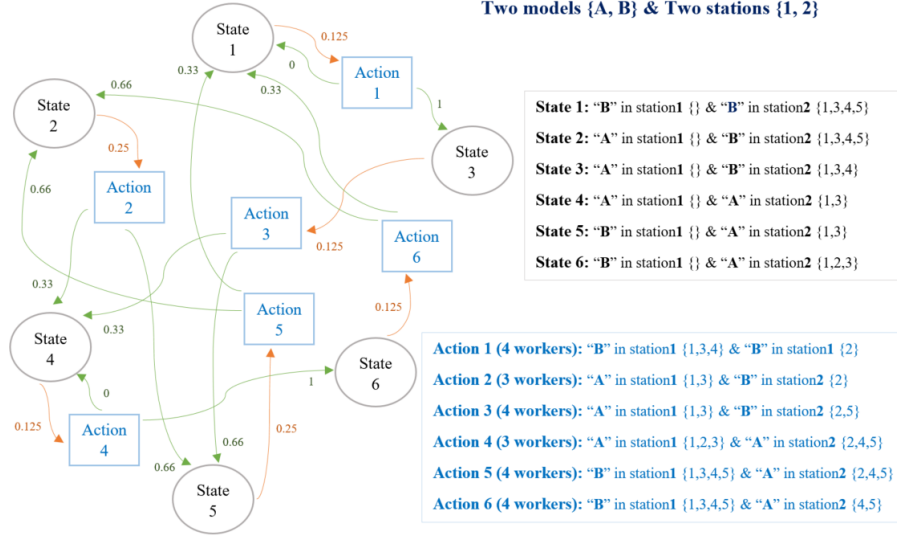 Two models {A, B} & Two stations {1, 2}
State
1
0.125
0
Action
1
1
0.33
0.33
0.66
State
2
0.25
0.66
Action
2
State
3
Action
3
0.125
Action
6
0.125
0.33
0.33
Action
5
State
4
State
6
1
0
0.125
Action
4
0.66
0.66
0.25
State
5
State 1: “B” in station1 {} & “B” in station2 {1,3,4,5}
State 2: “A” in station1 {} & “B” in station2 {1,3,4,5}
State 3: “A” in station1 {} & “B” in station2 {1,3,4}
State 4: “A” in station1 {} & “A” in station2 {1,3}
State 5: “B” in station1 {} & “A” in station2 {1,3}
State 6: “B” in station1 {} & “A” in station2 {1,2,3}
Action 1 (4 workers): “B” in station1 {1,3,4} & “B” in station1 {2}
Action 2 (3 workers): “A” in station1 {1,3} & “B” in station2 {2}
Action 3 (4 workers): “A” in station1 {1,3} & “B” in station2 {2,5}
Action 4 (3 workers): “A” in station1 {1,2,3} & “A” in station2 {2,4,5}
Action 5 (4 workers): “B” in station1 {1,3,4,5} & “A” in station2 {2,4,5}
Action 6 (4 workers): “B” in station1 {1,3,4,5} & “A” in station2 {4,5}